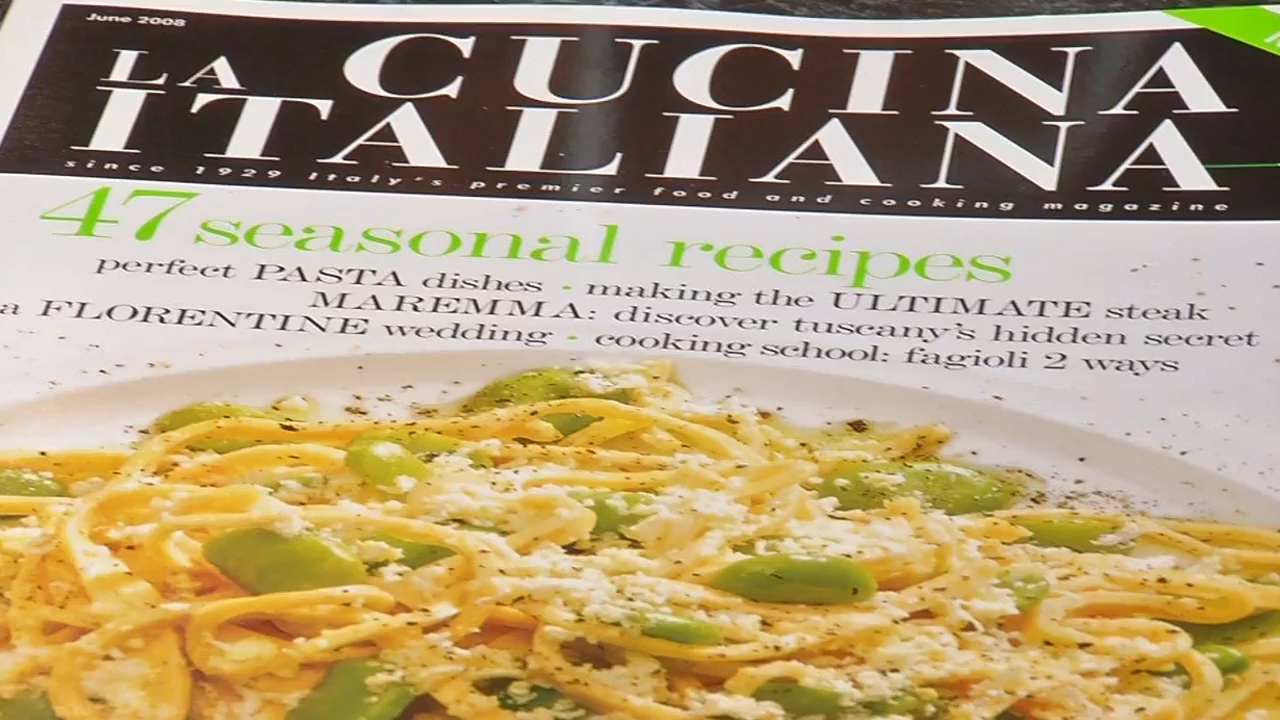 June 2008
LA CUCINA
ITALIANA
since 1929 Italy's premier food and cooking magazine
47 seasonal recipes
perfect PASTA dishes • making the ULTIMATE steak •
MAREMMA: discover tuscany's hidden secret
a FLORENTINE wedding • cooking school: fagioli 2 ways